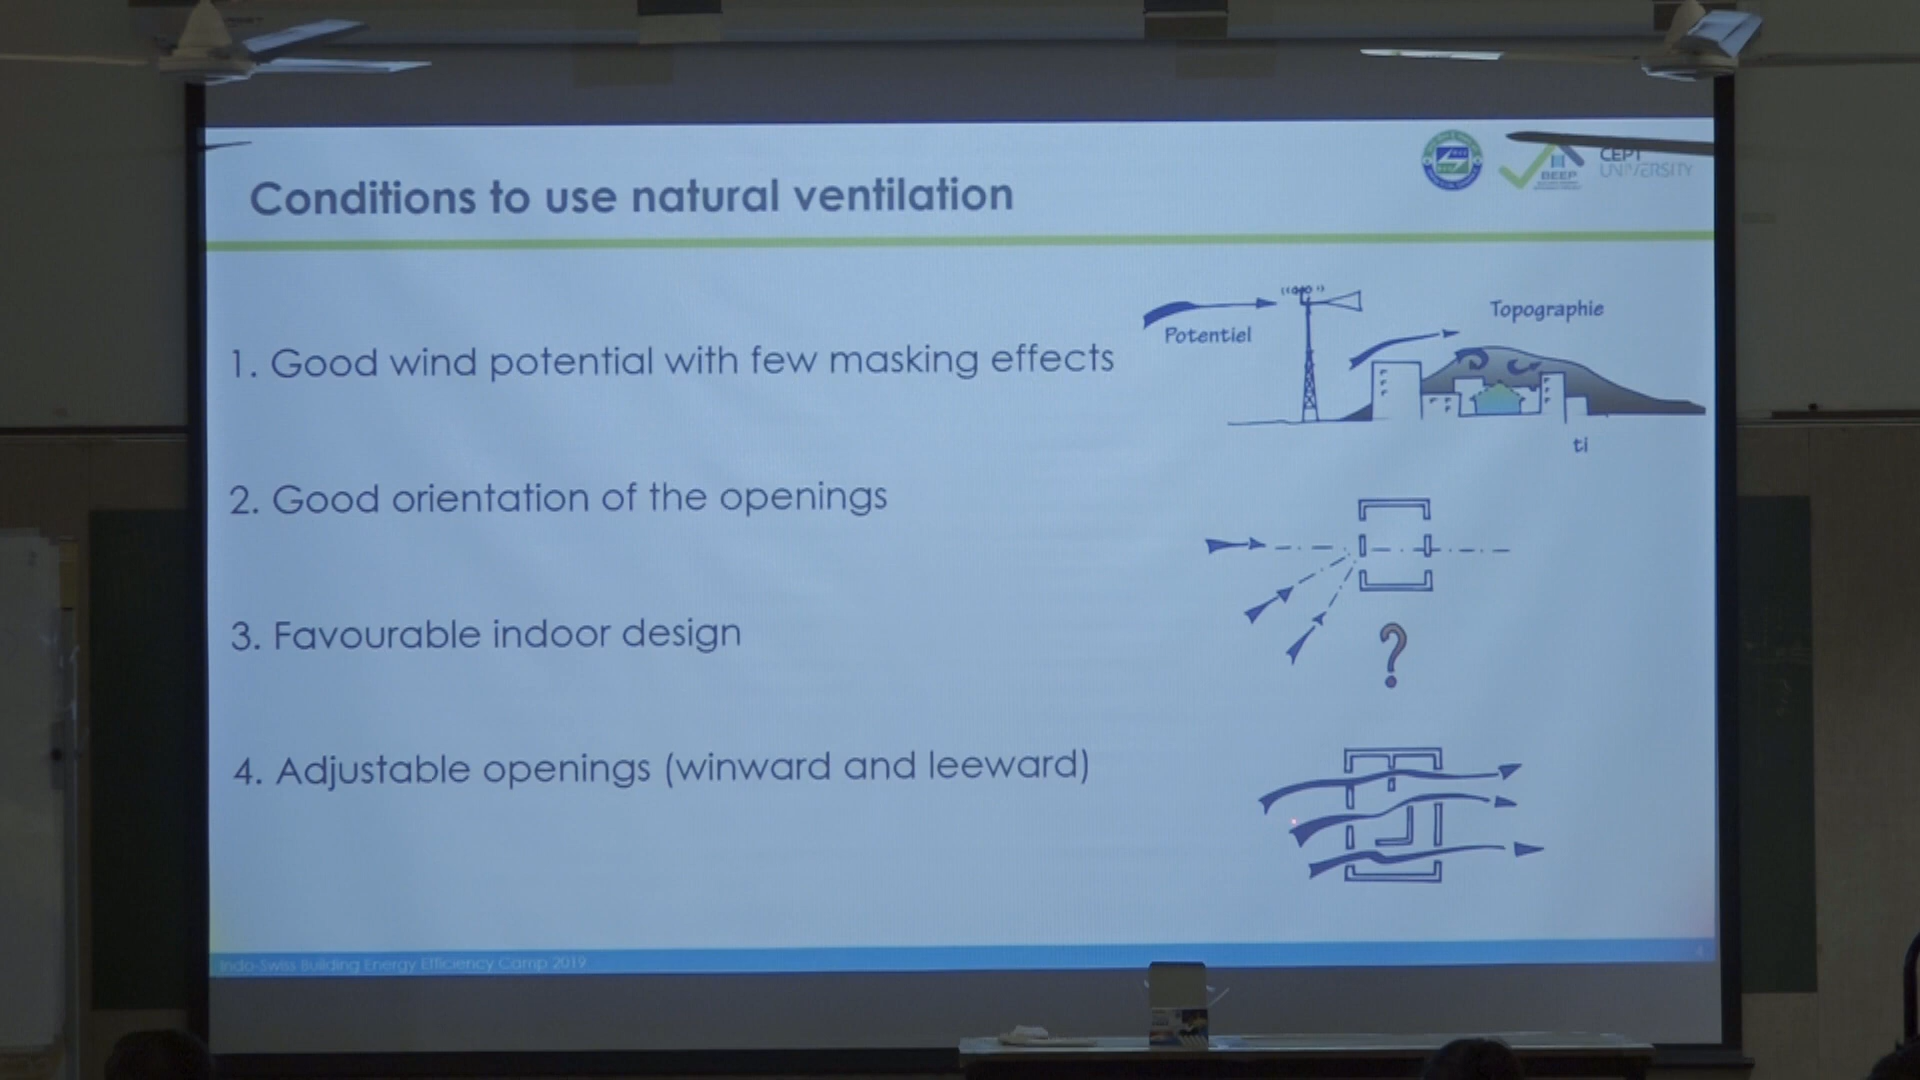 Conditions to use natural ventilation
BEEP
CEPT
UNIVERSITY
1. Good wind potential with few masking effects
Potentiel
Topographie
ti
2. Good orientation of the openings
?
3. Favourable indoor design
4. Adjustable openings (winward and leeward)
Indo-Swiss Building Energy Efficiency Camp 2019
4